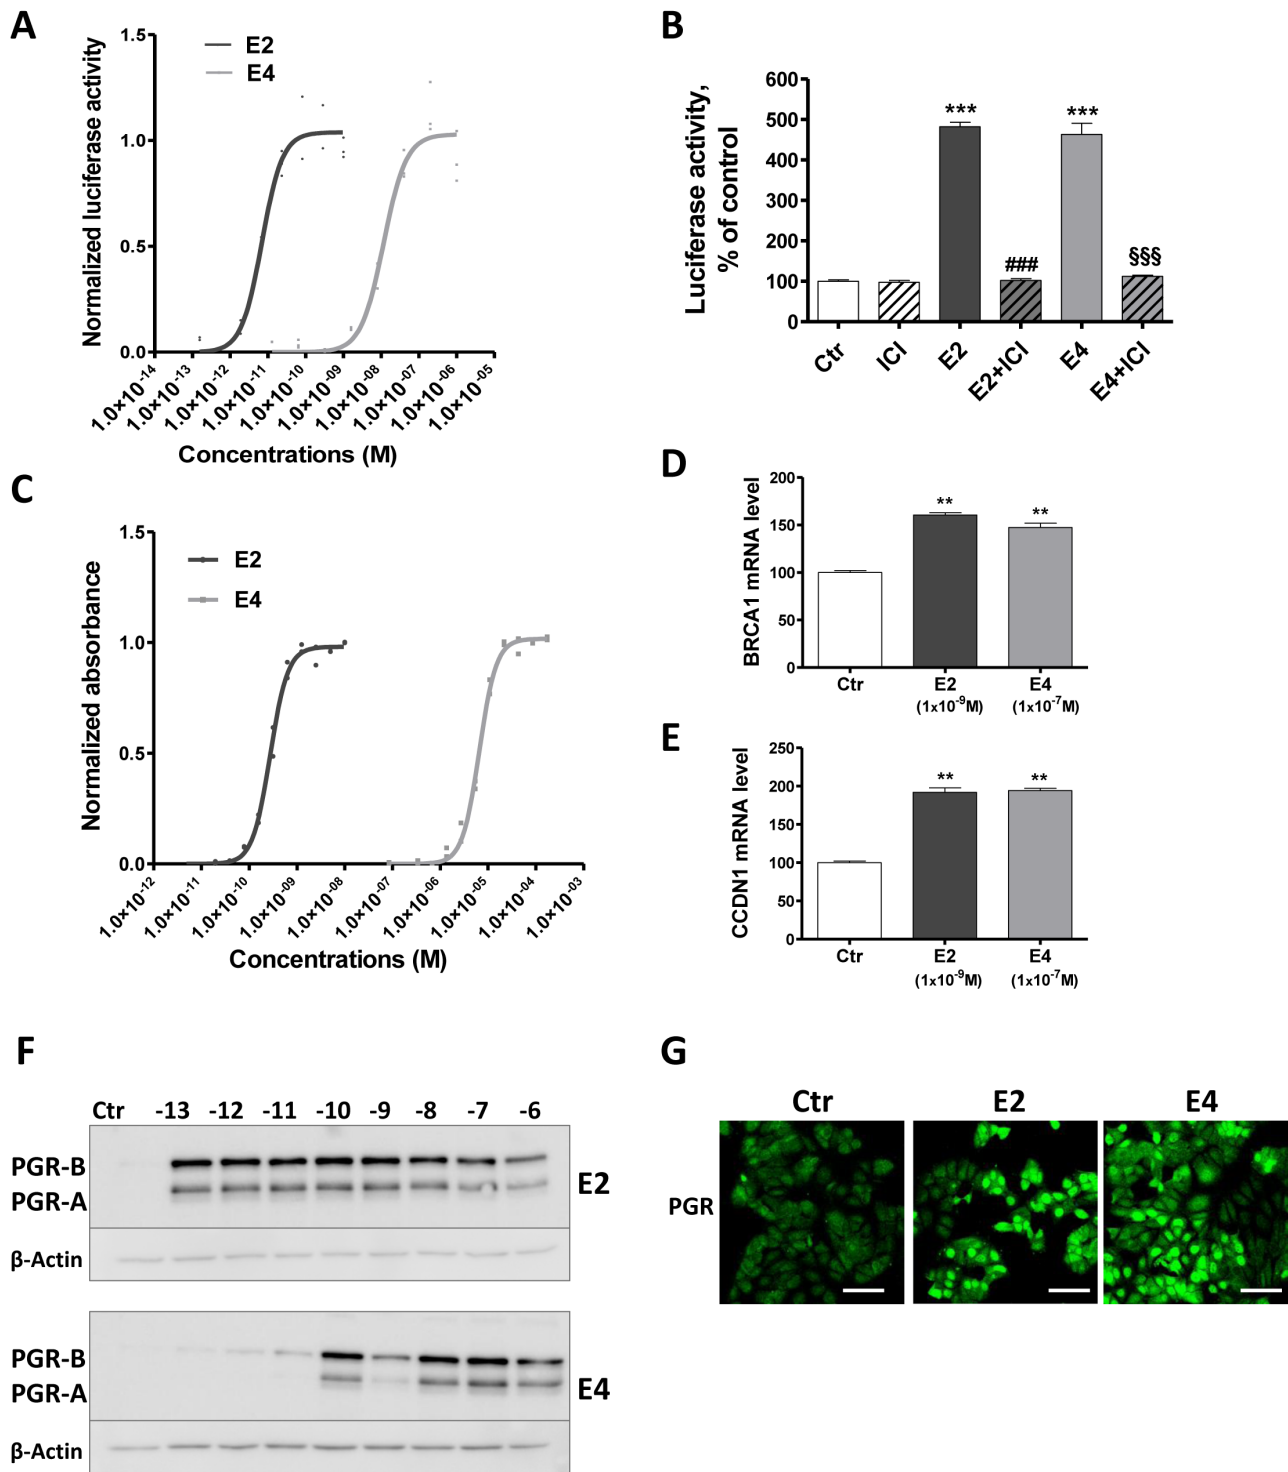 A
1.5
1.0
0.5
0.0
Normalized luciferase activity
E2
E4
1.0×10-14
1.0×10-13
1.0×10-12
1.0×10-11
1.0×10-10
1.0×10-09
1.0×10-08
1.0×10-07
1.0×10-06
1.0×10-05
Concentrations (M)
B
Luciferase activity,
% of control
600
500
400
300
200
100
0
***
###
***
§§§
Ctr
ICI
E2
E2+ICI
E4
E4+ICI
C
1.5
1.0
0.5
0.0
Normalized absorbance
E2
E4
1.0×10-12
1.0×10-11
1.0×10-10
1.0×10-09
1.0×10-08
1.0×10-07
1.0×10-06
1.0×10-05
1.0×10-04
1.0×10-03
Concentrations (M)
D
BRCA1 mRNA level
200
150
100
50
0
**
**
Ctr
E2
(1x10-9M)
E4
(1x10-7M)
E
CCDN1 mRNA level
250
200
150
100
50
0
**
**
Ctr
E2
(1x10-9M)
E4
(1x10-7M)
F
Ctr -13 -12 -11 -10 -9 -8 -7 -6
PGR-B
PGR-A
E2
β-Actin
PGR-B
PGR-A
E4
β-Actin
G
Ctr E2 E4
PGR